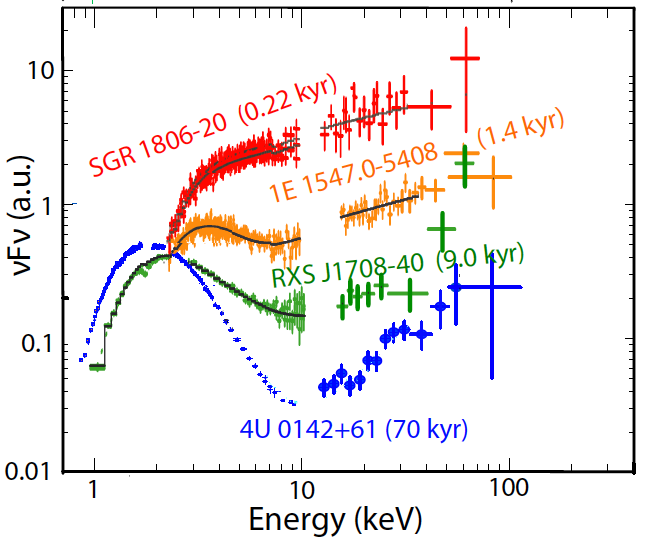 10
1
0.1
0.01
νFν (a.u.)
SGR 1806-20 (0.22 kyr)
1E 1547.0-5408 (1.4 kyr)
RXS J1708-40 (9.0 kyr)
4U 0142+61 (70 kyr)
1 10 100
Energy (keV)